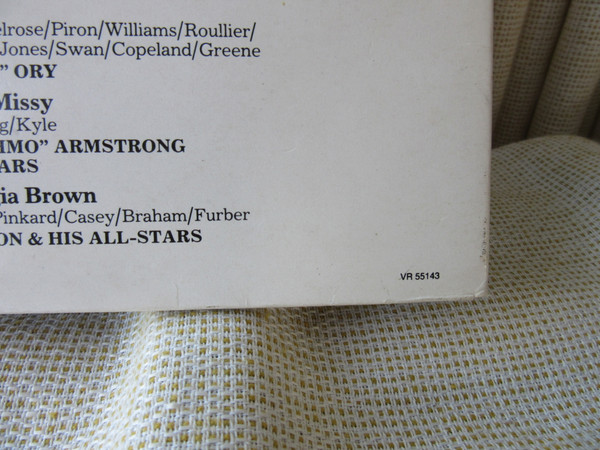 elrose/Piron/Williams/Roullier/
Jones/Swan/Copeland/Greene
" ORY
Missy
g/Kyle
MMO" ARMSTRONG
ARS
gia Brown
Pinkard/Casey/Braham/Furber
ON & HIS ALL-STARS
VR 55143